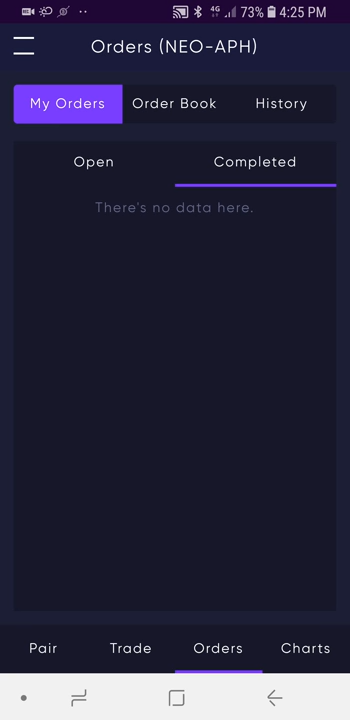 4G 73% 4:25 PM
Orders (NEO-APH)
My Orders Order Book History
Open Completed
There's no data here.
Pair Trade Orders Charts